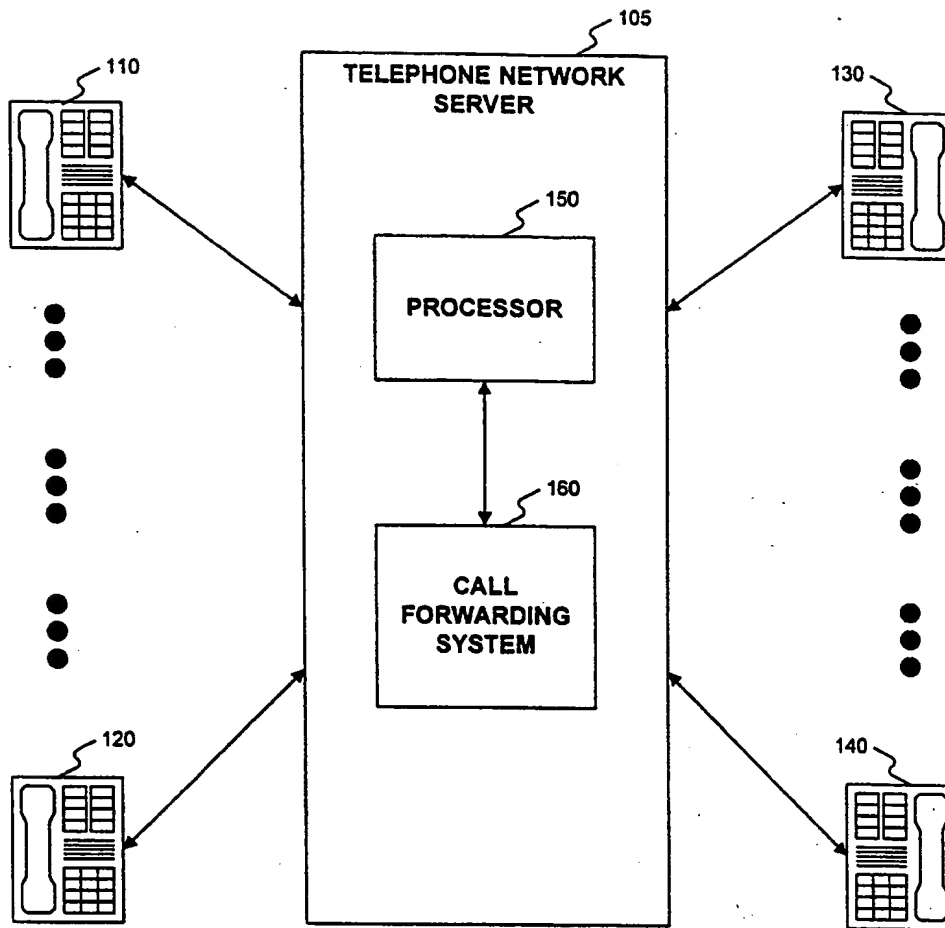 105
110
TELEPHONE NETWORK
SERVER
130
150
PROCESSOR
160
CALL
FORWARDING
SYSTEM
120
140